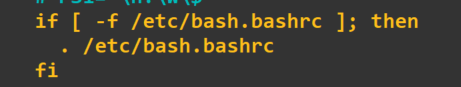 if [ -f /etc/bash.bashrc ]; then
  . /etc/bash.bashrc
fi